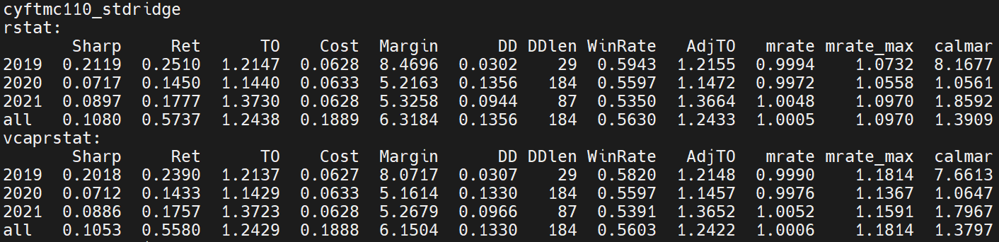 cyftmc110_stdridge
rstat:
Sharp Ret TO Cost Margin DD DDlen WinRate AdjTO mrate mrate_max calmar
2019 0.2119 0.2510 1.2147 0.0628 8.4696 0.0302 29 0.5943 1.2155 0.9994 1.0732 8.1677
2020 0.0717 0.1450 1.1440 0.0633 5.2163 0.1356 184 0.5597 1.1472 0.9972 1.0558 1.0561
2021 0.0897 0.1777 1.3730 0.0628 5.3258 0.0944 87 0.5350 1.3664 1.0048 1.0970 1.8592
all 0.1080 0.5737 1.2438 0.1889 6.3184 0.1356 184 0.5630 1.2433 1.0005 1.0970 1.3909
vcaprstat:
Sharp Ret TO Cost Margin DD DDlen WinRate AdjTO mrate mrate_max calmar
2019 0.2018 0.2390 1.2137 0.0627 8.0717 0.0307 29 0.5820 1.2148 0.9990 1.1814 7.6613
2020 0.0712 0.1433 1.1429 0.0633 5.1614 0.1330 184 0.5597 1.1457 0.9976 1.1367 1.0647
2021 0.0886 0.1757 1.3723 0.0628 5.2679 0.0966 87 0.5391 1.3652 1.0052 1.1591 1.7967
all 0.1053 0.5580 1.2429 0.1888 6.1504 0.1330 184 0.5603 1.2422 1.0006 1.1814 1.3797